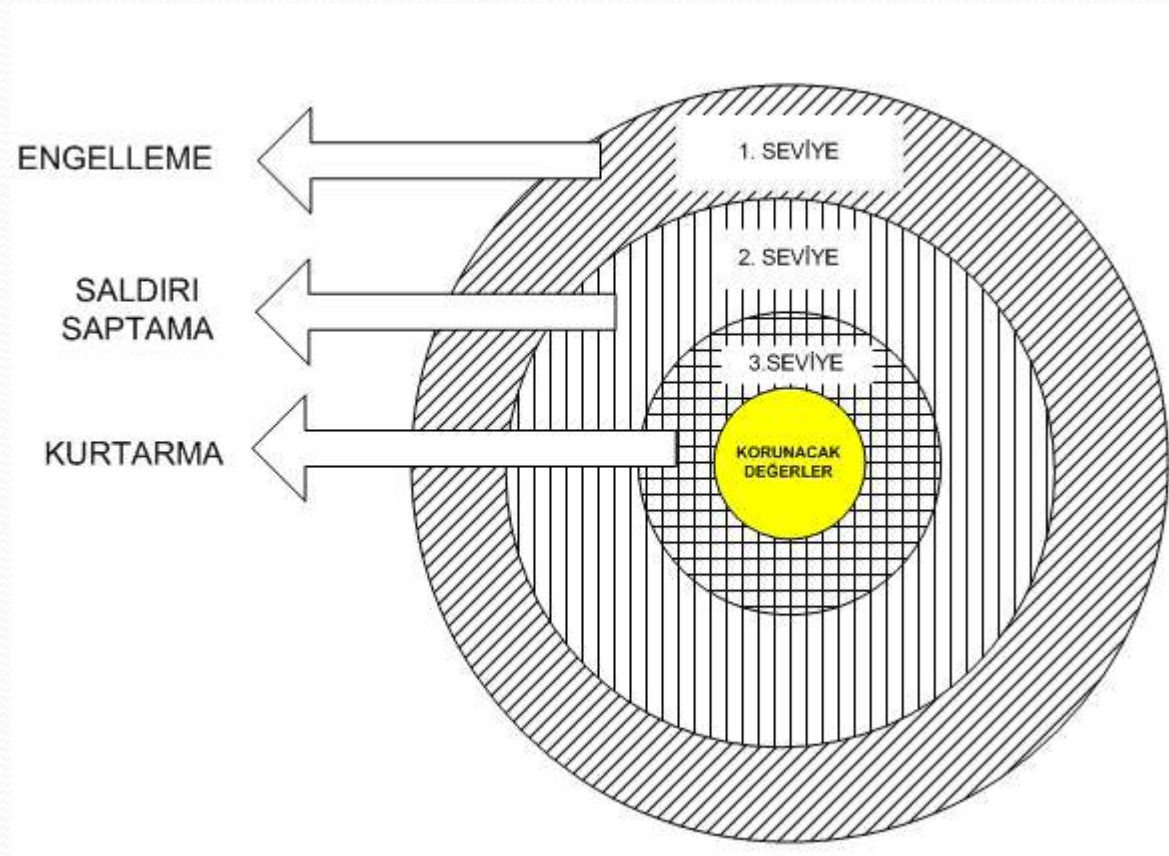 ENGELLEME
1. SEVİYE
2. SEVİYE
SALDIRI
SAPTAMA
3.SEVİYE
KURTARMA
KORUNACAK
DEĞERLER